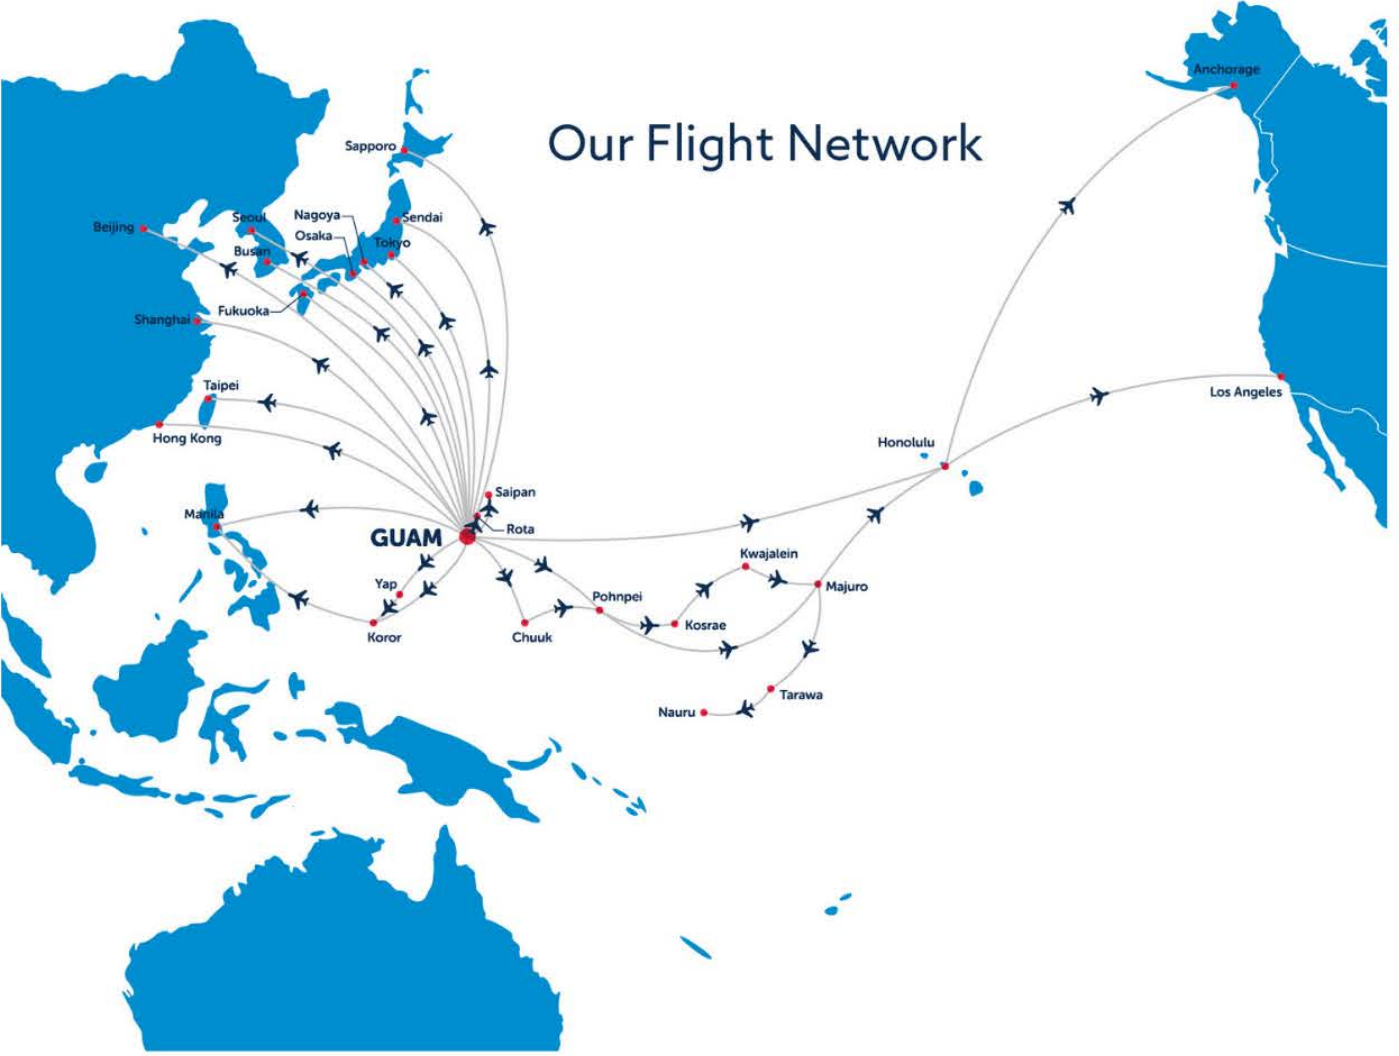 Our Flight Network
Anchorage
Sapporo
Nagoya
Seoul
Sendai
Beijing
Osaka
Tokyo
Busan
Fukuoka
Shanghai
Taipei
Los Angeles
Hong Kong
Honolulu
Saipan
Manila
Rota
GUAM
Kwajalein
Yap
Majuro
Pohnpei
Kosrae
Koror
Chuuk
Tarawa
Nauru